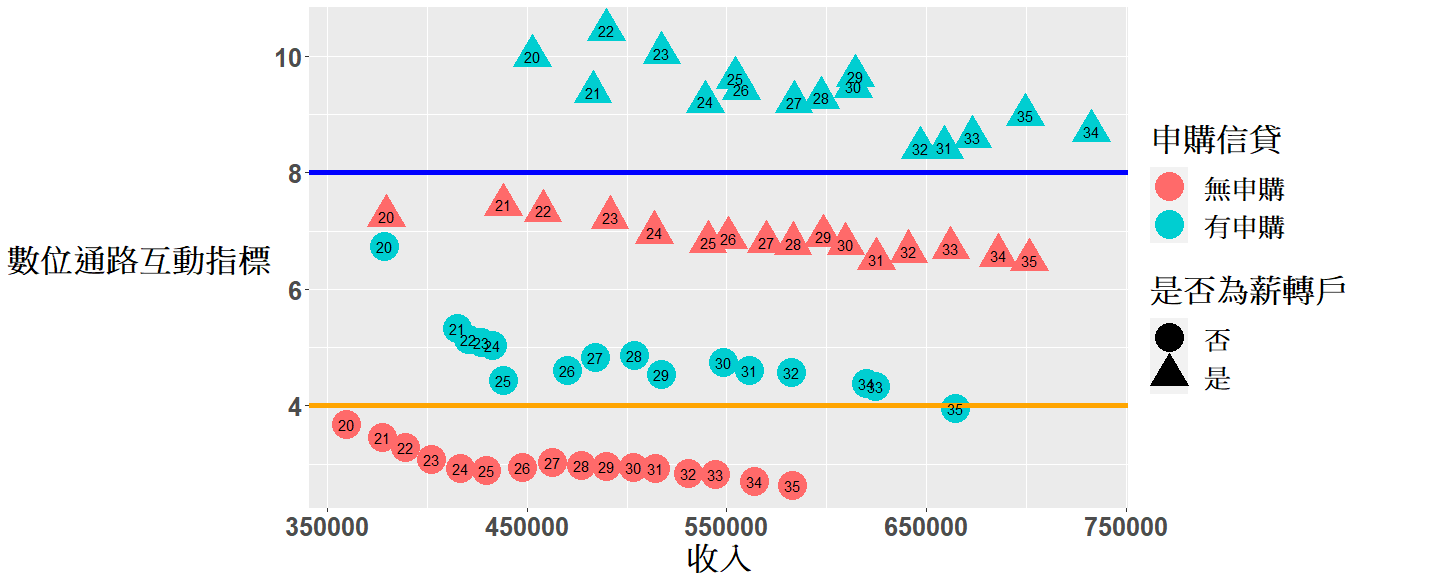 數位通路互動指標
10
8
6
4
20 21 22 23 24 25 26 27 28 29 30 32 31 33 35 34
20 21 22 23 24 25 26 27 28 29 30 31 32 33 34 35
20 21 22 23 24 25 26 27 28 29 30 31 32 34 33 35
20 21 22 23 24 25 26 27 28 29 30 31 32 33 34 35
350000 450000 550000 650000 750000
收入
申購信貸
無申購
有申購
是否為薪轉戶
否
是